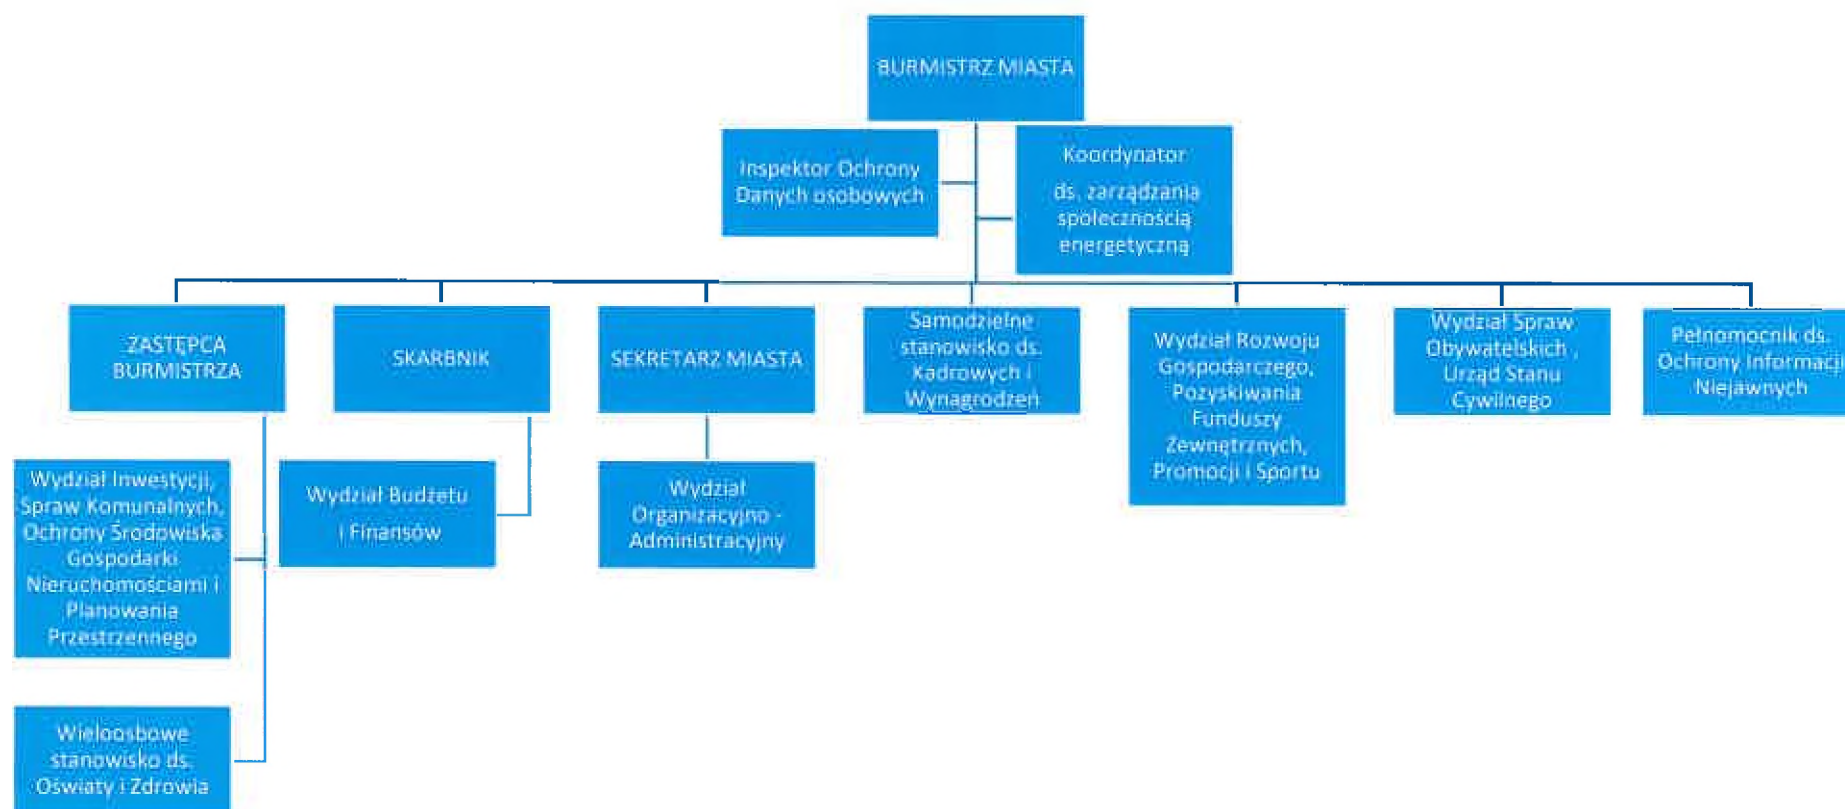 BURMISTRZ MIASTA
Inspektor Ochrony
Danych osobowych
Koordynator
ds. zarządzania
społecznością
energetyczną
ZASTĘPCA
BURMISTRZA
SKARBNIK
SEKRETARZ MIASTA
Samodzielne
stanowisko ds.
Kadrowych i
Wynagrodzeń
Wydział Rozwoju
Gospodarczego,
Pozyskiwania
Funduszy
Zewnętrznych,
Promocji i Sportu
Wydział Spraw
Obywatelskich ,
Urząd Stanu
Cywilnego
Pełnomocnik ds.
Ochrony Informacji
Niejawnych
Wydział Inwestycji,
Spraw Komunalnych,
Ochrony Środowiska
Gospodarki
Nieruchomościami i
Planowania
Przestrzennego
Wydział Budżetu
i Finansów
Wydział
Organizacyjno -
Administracyjny
Wieloosbowe
stanowisko ds.
Oświaty i Zdrowia